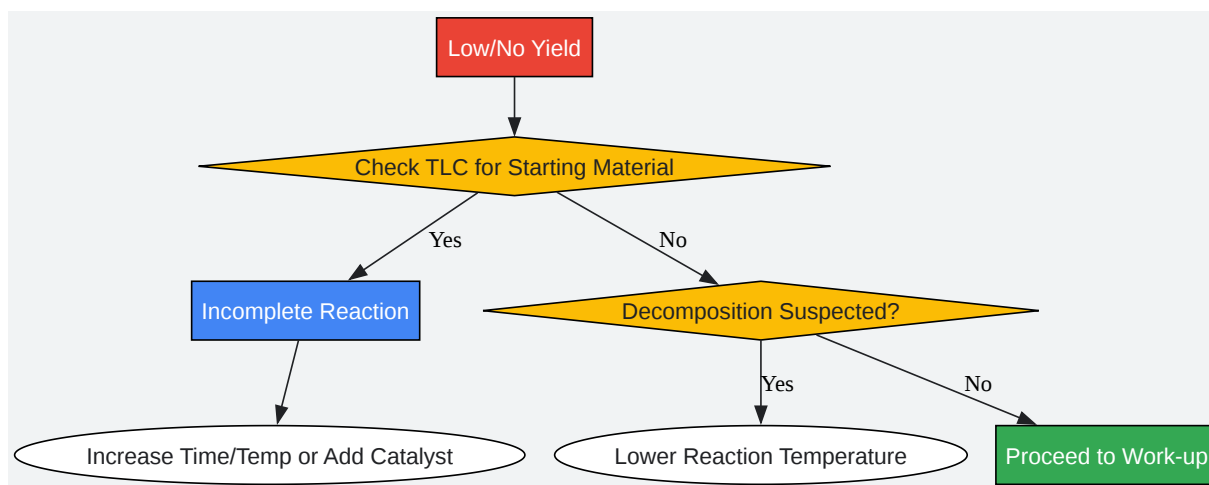 Low/No Yield
Check TLC for Starting Material
Yes
No
Incomplete Reaction
Decomposition Suspected?
Yes
No
Increase Time/Temp or Add Catalyst
Lower Reaction Temperature
Proceed to Work-up